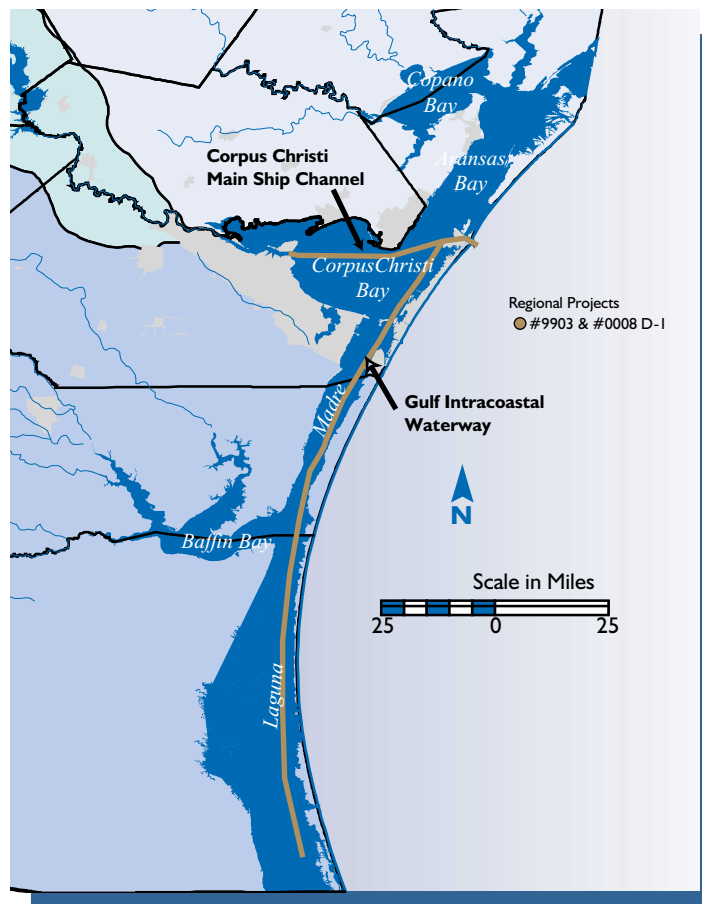 Copano
Bay
Aransas
Bay
Corpus Christi
Main Ship Channel
CorpusChristi
Bay
Regional Projects
#9903 & #0008 D-1
Gulf Intracoastal
Waterway
Madre
N
Baffin Bay
Scale in Miles
25 0 25
Laguna